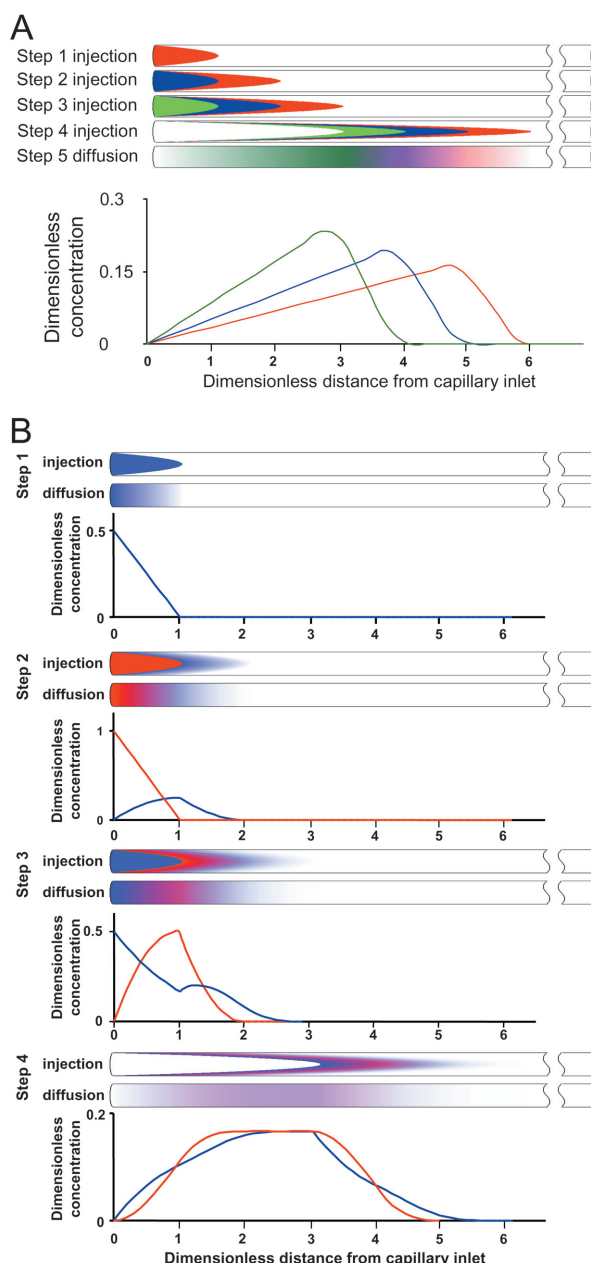 A
Step 1 injection
Step 2 injection
Step 3 injection
Step 4 injection
Step 5 diffusion
Dimensionless
concentration
0.3
0.15
0
0 1 2 3 4 5 6
Dimensionless distance from capillary inlet
B
Step 1
injection
diffusion
Dimensionless
concentration
0.5
0
0 1 2 3 4 5 6
Step 2
injection
diffusion
Dimensionless
concentration
1
0
0 1 2 3 4 5 6
Step 3
injection
diffusion
Dimensionless
concentration
0.5
0
0 1 2 3 4 5 6
Step 4
injection
diffusion
Dimensionless
concentration
0.2
0
0 1 2 3 4 5 6
Dimensionless distance from capillary inlet